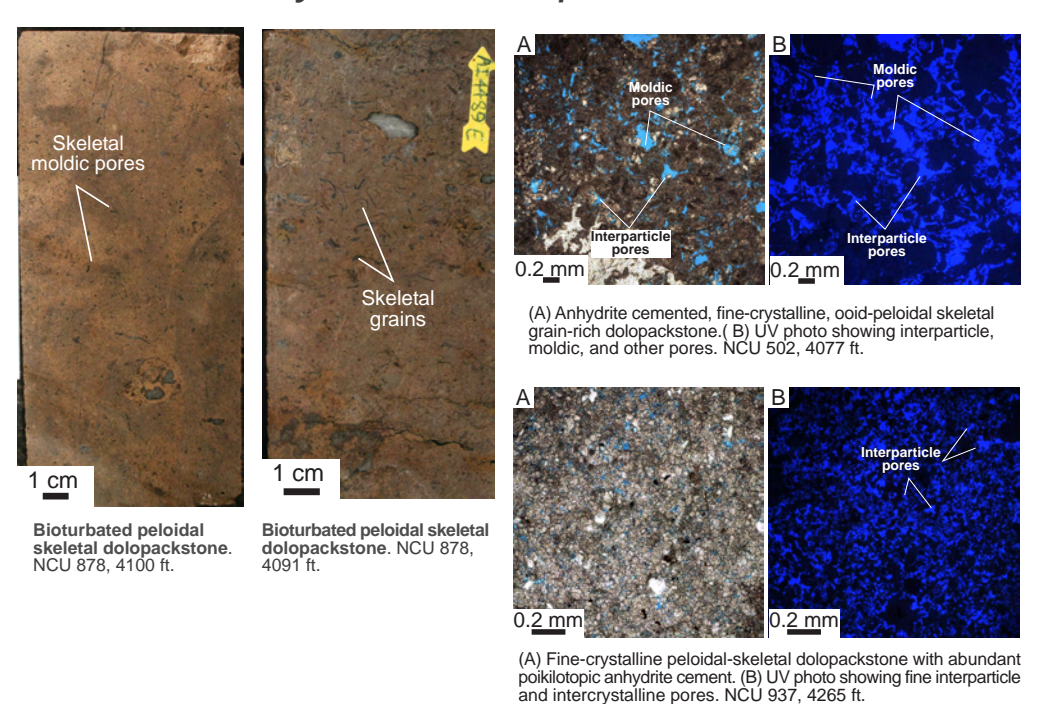 Skeletal
moldic pores
1 cm
Bioturbated peloidal
skeletal dolopackstone.
NCU 878, 4100 ft.
Skeletal
grains
1 cm
Bioturbated peloidal skeletal
dolopackstone. NCU 878,
4091 ft.
A
Moldic
pores
Interparticle
pores
0.2 mm
B
Moldic
pores
Interparticle
pores
0.2 mm
(A) Anhydrite cemented, fine-crystalline, ooid-peloidal skeletal
grain-rich dolopackstone.( B) UV photo showing interparticle,
moldic, and other pores. NCU 502, 4077 ft.
A
0.2 mm
B
Interparticle
pores
0.2 mm
(A) Fine-crystalline peloidal-skeletal dolopackstone with abundant
poikilotopic anhydrite cement. (B) UV photo showing fine interparticle
and intercrystalline pores. NCU 937, 4265 ft.